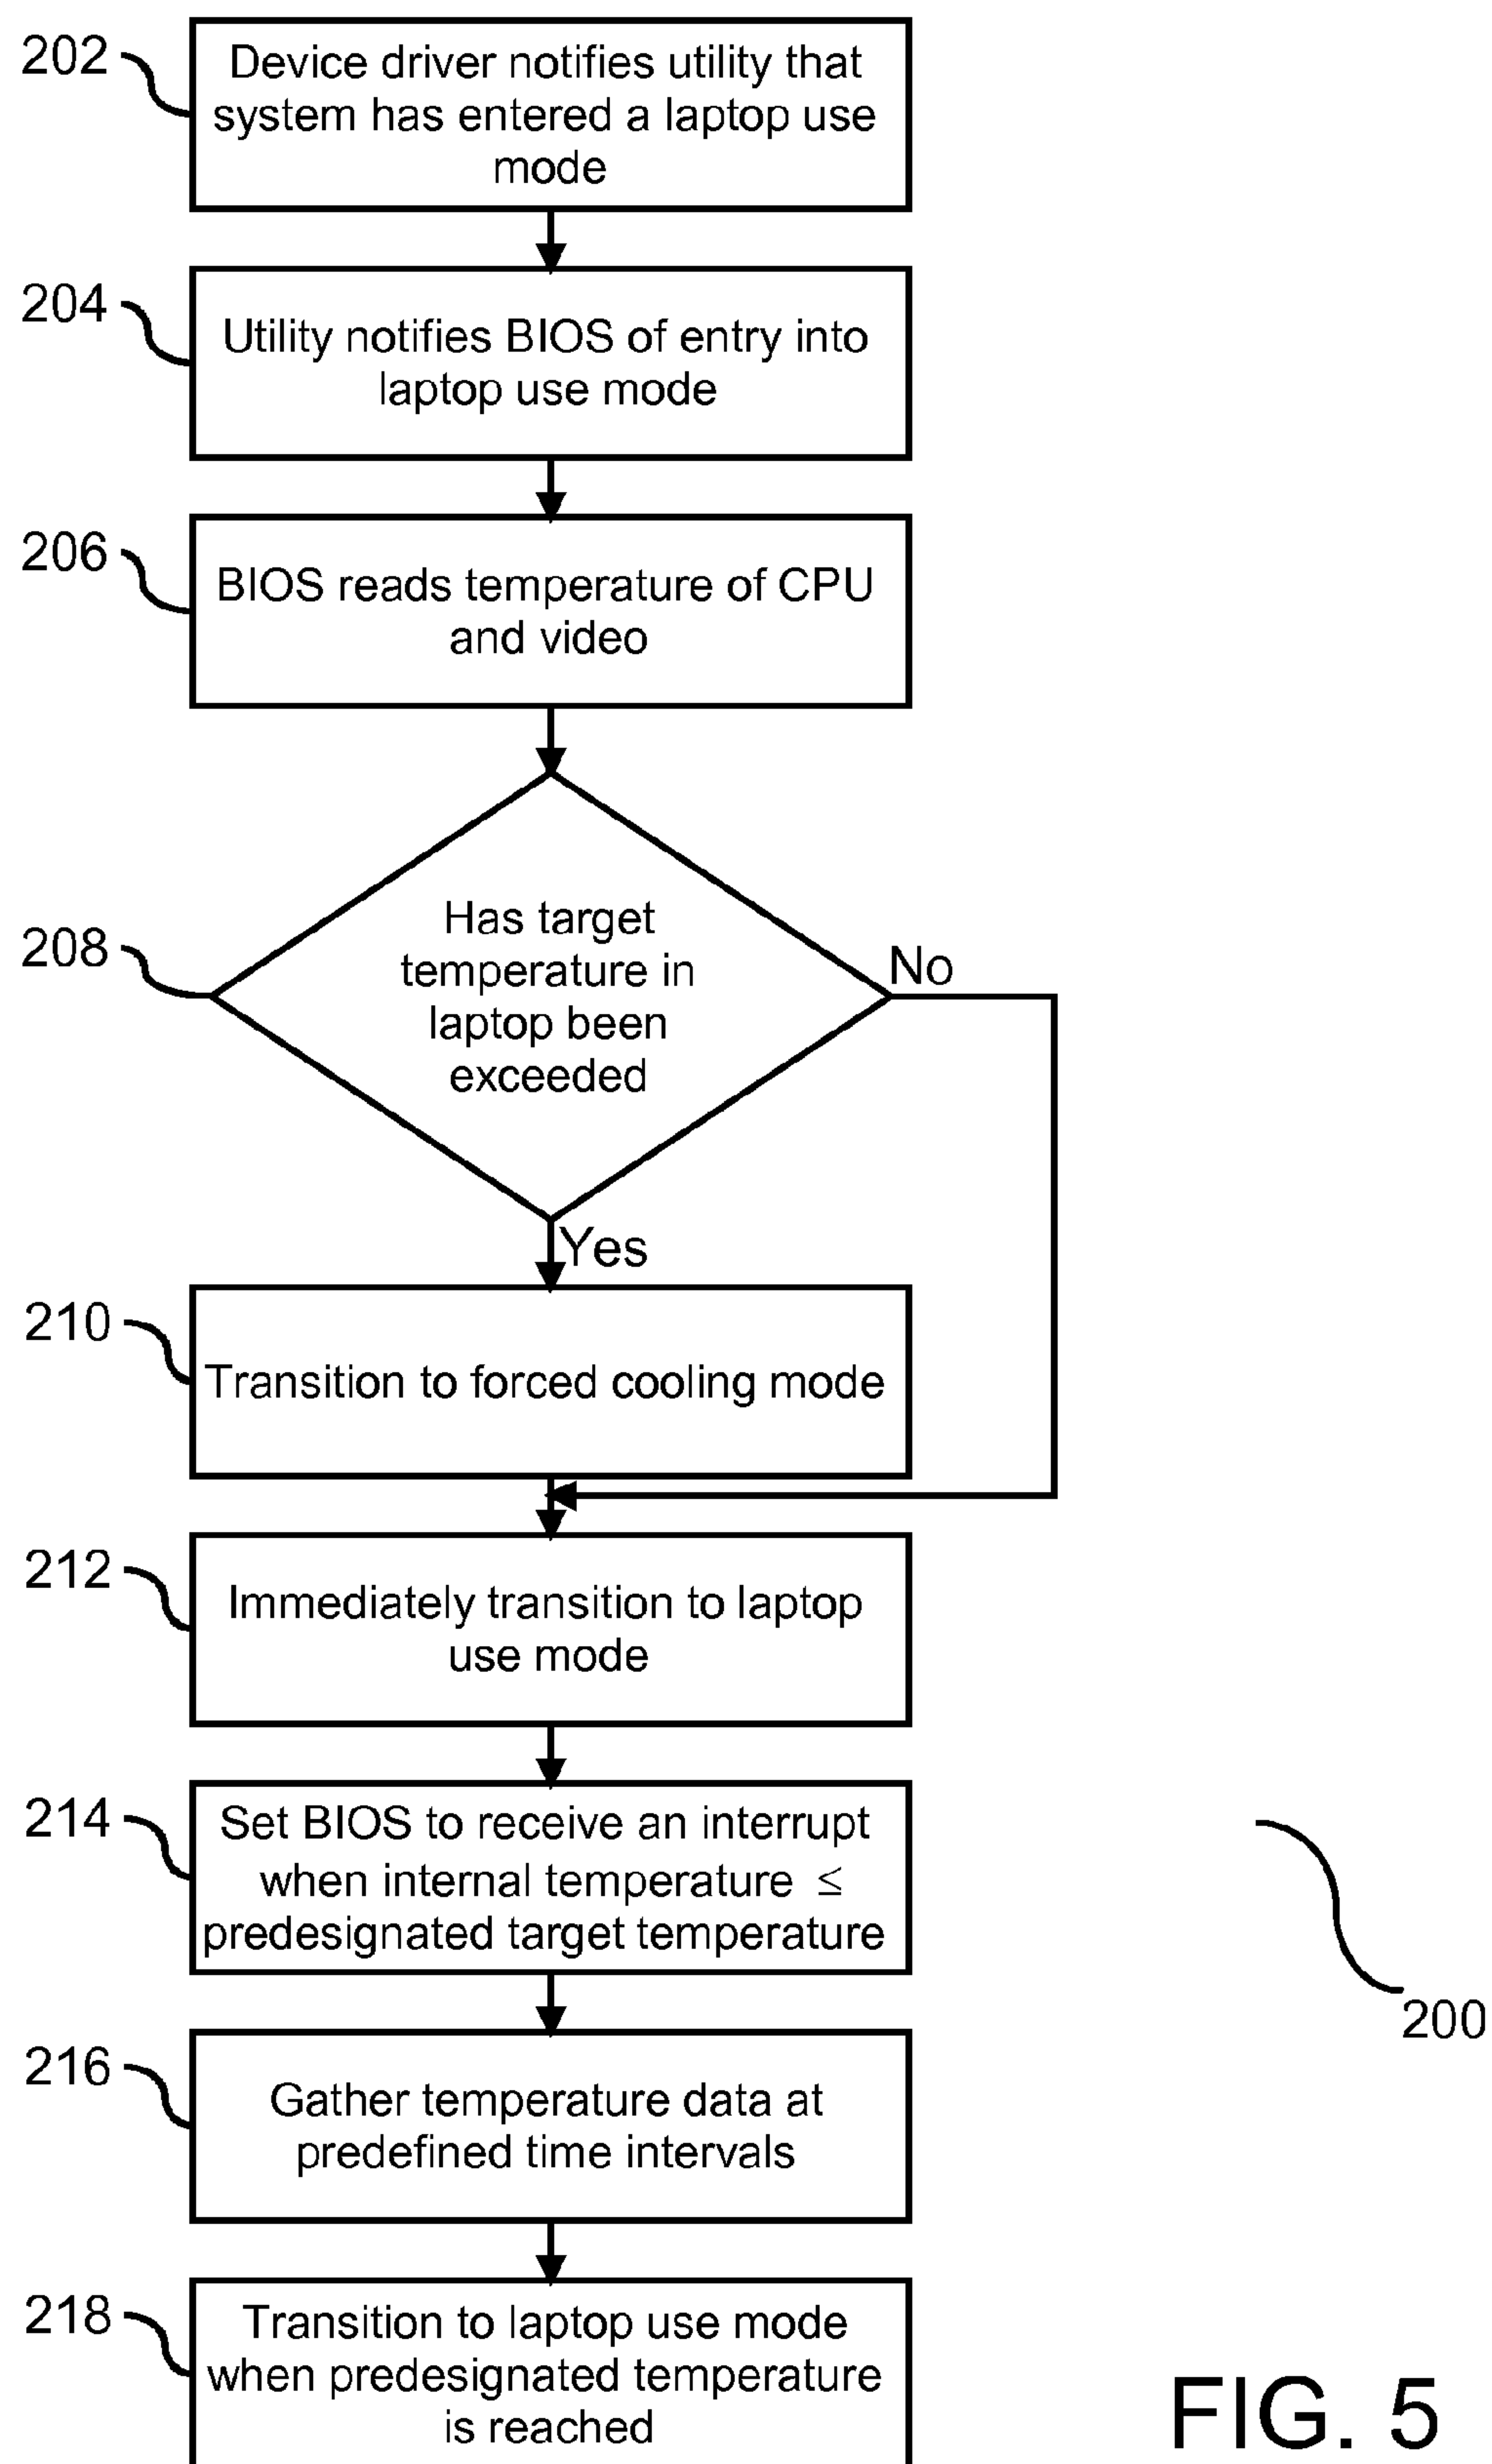 202
Device driver notifies utility that
system has entered a laptop use
mode
204
Utility notifies BIOS of entry into
laptop use mode
206
BIOS reads temperature of CPU
and video
208
Has target
temperature in
laptop been
exceeded
No
Yes
210
Transition to forced cooling mode
212
Immediately transition to laptop
use mode
214
Set BIOS to receive an interrupt
when internal temperature ≤
predesignated target temperature
200
216
Gather temperature data at
predefined time intervals
218
Transition to laptop use mode
when predesignated temperature
is reached
FIG. 5